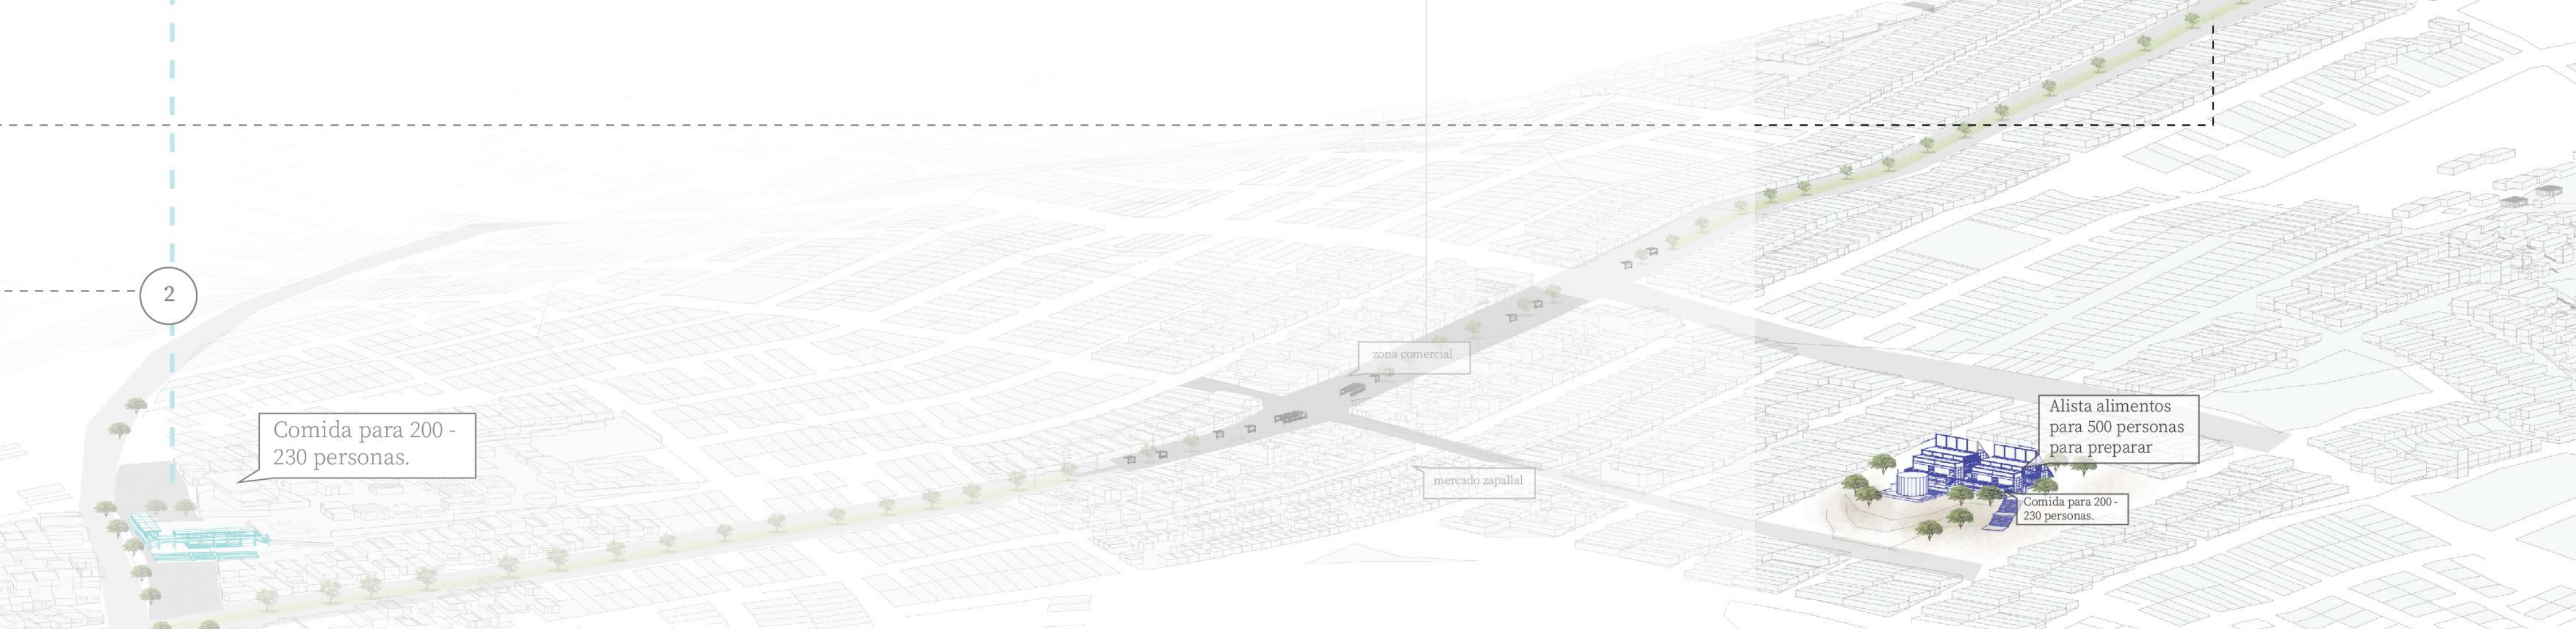 2
zona comercial
Comida para 200 -
230 personas.
mercado zapallal
Alista alimentos
para 500 personas
para preparar
Comida para 200 -
230 personas.